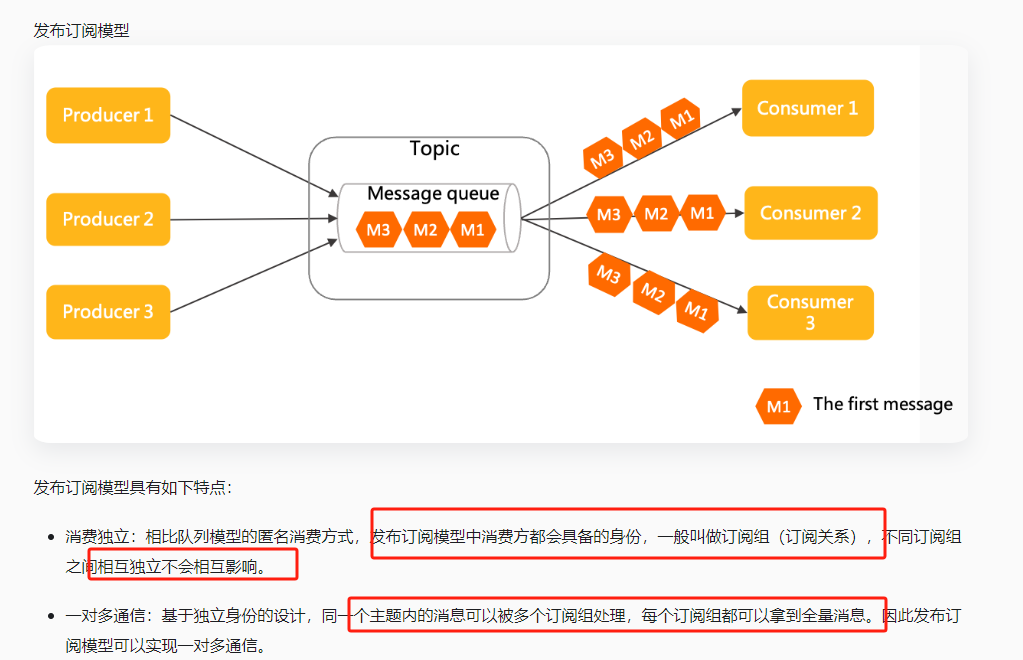 发布订阅模型
Producer 1
Producer 2
Producer 3
Topic
Message queue
M3 M2 M1
M3 M2 M1
Consumer 1
M3 M2 M1
Consumer 2
M3 M2 M1
Consumer
3
M1 The first message
发布订阅模型具有如下特点：
• 消费独立：相比队列模型的匿名消费方式，发布订阅模型中消费方都会具备的身份，一般叫做订阅组（订阅关系），不同订阅组
之间相互独立不会相互影响。
• 一对多通信：基于独立身份的设计，同一个主题内的消息可以被多个订阅组处理，每个订阅组都可以拿到全量消息。因此发布订
阅模型可以实现一对多通信。